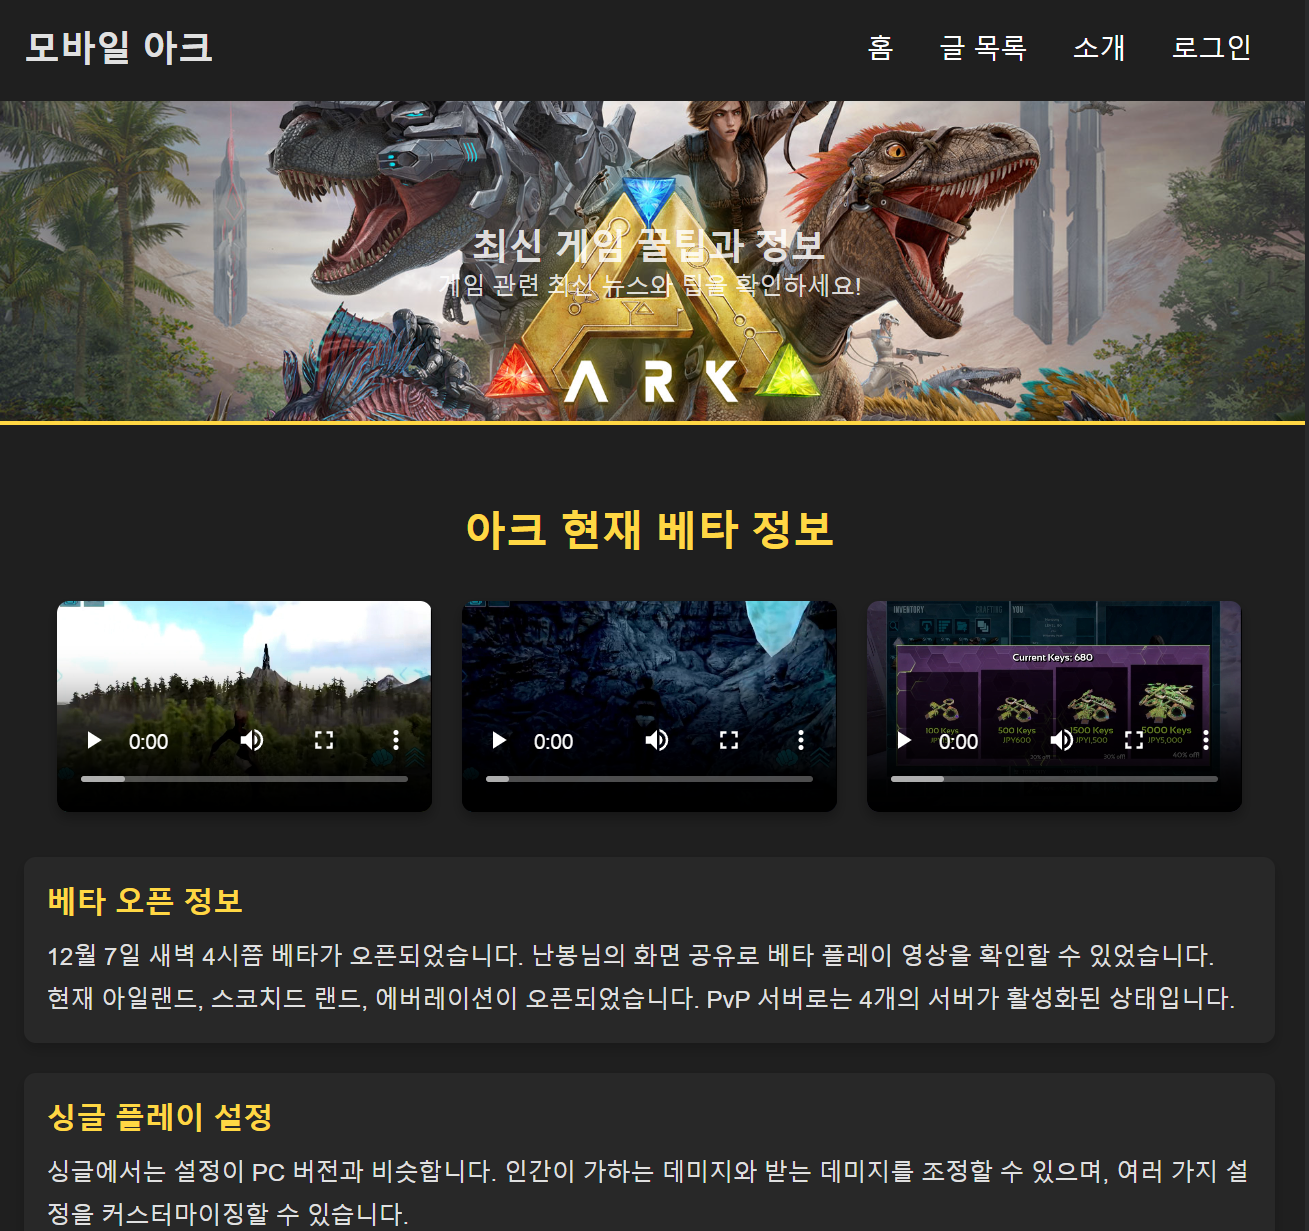 모바일 아크
홈 글 목록 소개 로그인
최신 게임 꿀팁과 정보
게임 관련 최신 뉴스와 팁을 확인하세요!
ARK
아크 현재 베타 정보
0:00
0:00
INVENTORY CRAFTING YOU
Current Keys: 680
100 Keys 500 Keys 1500 Keys 5000 Keys
JPY600 JPY1,500 JPY5,000
20% off! 30% off! 40% off!
0:00
베타 오픈 정보
12월 7일 새벽 4시쯤 베타가 오픈되었습니다. 난봉님의 화면 공유로 베타 플레이 영상을 확인할 수 있었습니다.
현재 아일랜드, 스코치드 랜드, 에버레이션이 오픈되었습니다. PvP 서버로는 4개의 서버가 활성화된 상태입니다.
싱글 플레이 설정
싱글에서는 설정이 PC 버전과 비슷합니다. 인간이 가하는 데미지와 받는 데미지를 조정할 수 있으며, 여러 가지 설
정을 커스터마이징할 수 있습니다.